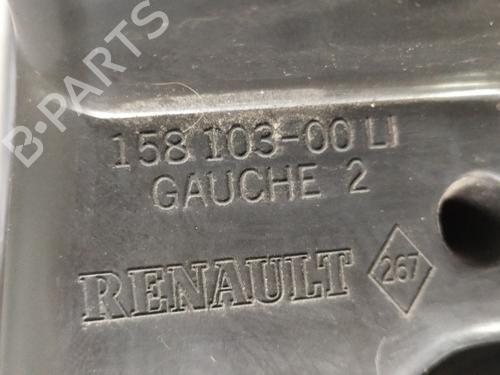 B-PARTS
158 103-00 LI
GAUCHE 2
RENAULT
267